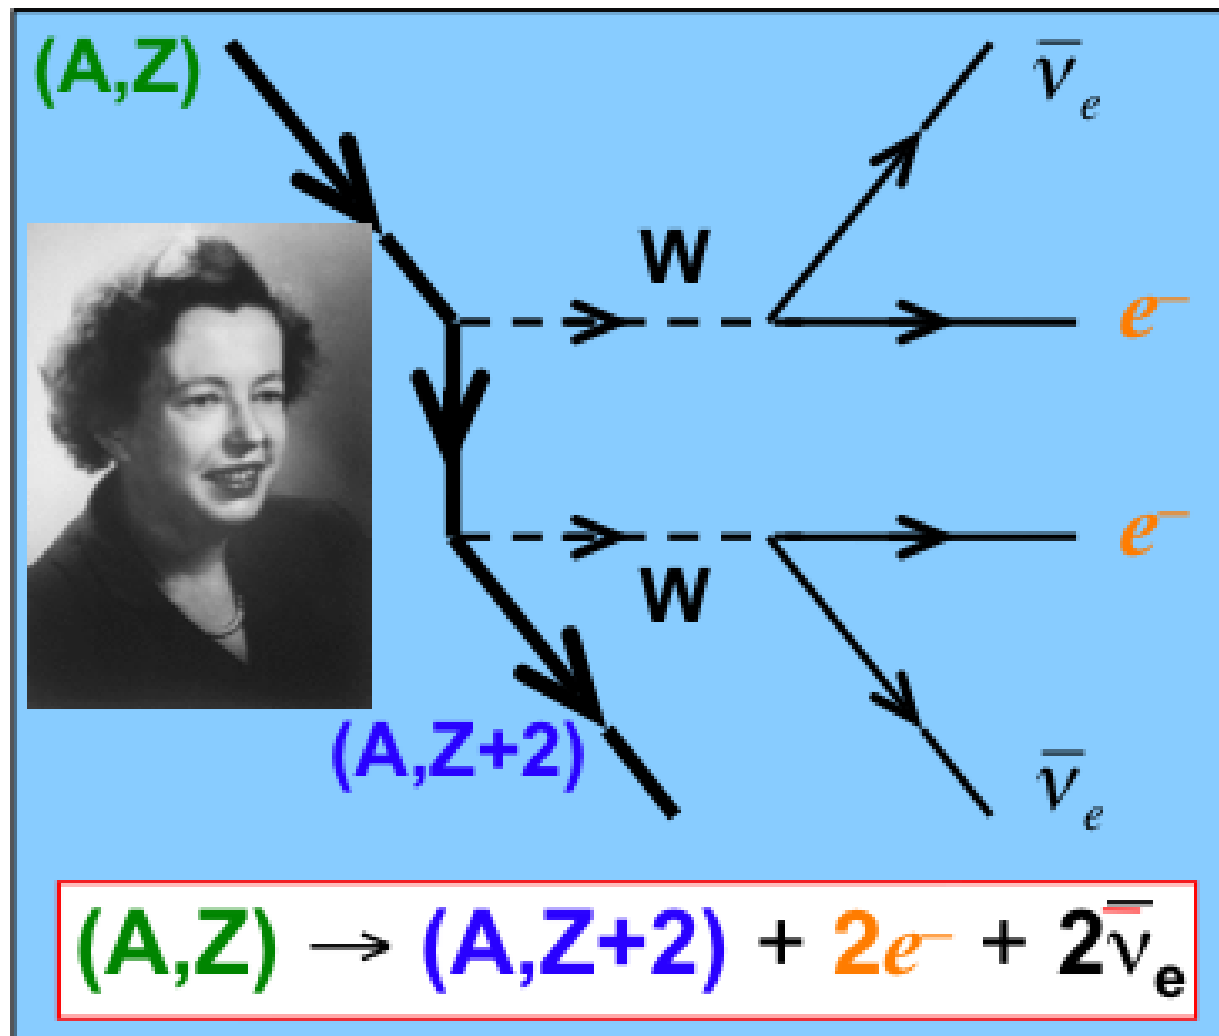 (A,Z)
ν̅ₑ
W
e⁻
e⁻
W
(A,Z+2)
ν̅ₑ
(A,Z) → (A,Z+2) + 2e⁻ + 2ν̅ₑ